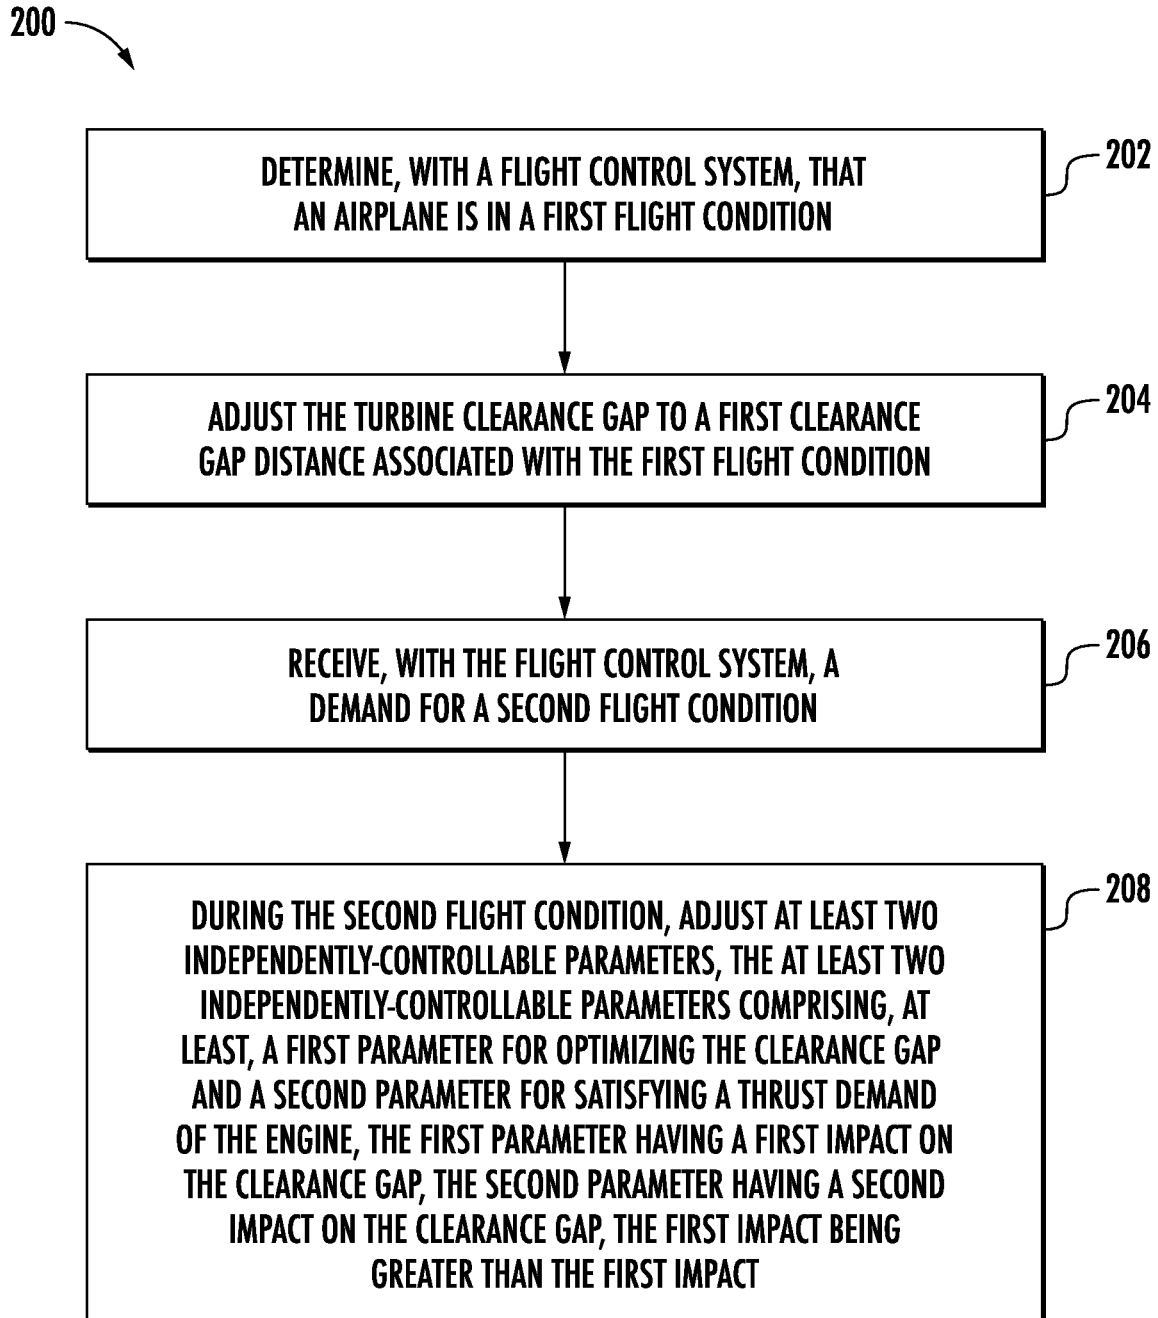 200
DETERMINE, WITH A FLIGHT CONTROL SYSTEM, THAT
AN AIRPLANE IS IN A FIRST FLIGHT CONDITION
202
ADJUST THE TURBINE CLEARANCE GAP TO A FIRST CLEARANCE
GAP DISTANCE ASSOCIATED WITH THE FIRST FLIGHT CONDITION
204
RECEIVE, WITH THE FLIGHT CONTROL SYSTEM, A
DEMAND FOR A SECOND FLIGHT CONDITION
206
DURING THE SECOND FLIGHT CONDITION, ADJUST AT LEAST TWO
INDEPENDENTLY-CONTROLLABLE PARAMETERS, THE AT LEAST TWO
INDEPENDENTLY-CONTROLLABLE PARAMETERS COMPRISING, AT
LEAST, A FIRST PARAMETER FOR OPTIMIZING THE CLEARANCE GAP
AND A SECOND PARAMETER FOR SATISFYING A THRUST DEMAND
OF THE ENGINE, THE FIRST PARAMETER HAVING A FIRST IMPACT ON
THE CLEARANCE GAP, THE SECOND PARAMETER HAVING A SECOND
IMPACT ON THE CLEARANCE GAP, THE FIRST IMPACT BEING
GREATER THAN THE FIRST IMPACT
208